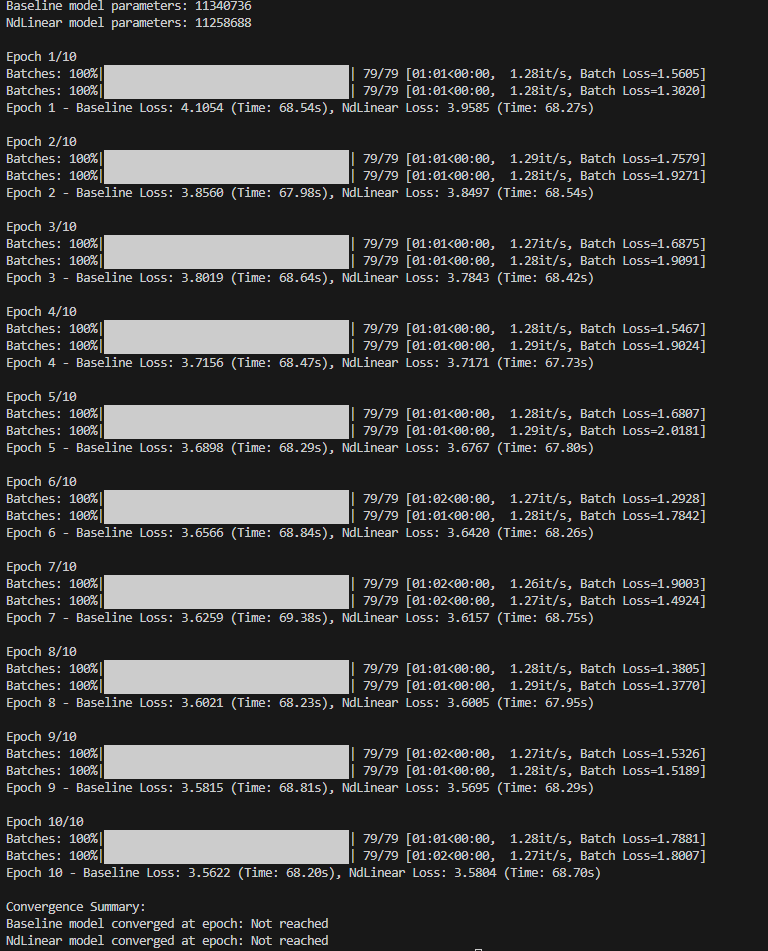 Baseline model parameters: 11340736
NdLinear model parameters: 11258688
Epoch 1/10
Batches: 100%| | 79/79 [01:01<00:00, 1.28it/s, Batch Loss=1.5605]
Batches: 100%| | 79/79 [01:01<00:00, 1.28it/s, Batch Loss=1.3020]
Epoch 1 - Baseline Loss: 4.1054 (Time: 68.54s), NdLinear Loss: 3.9585 (Time: 68.27s)
Epoch 2/10
Batches: 100%| | 79/79 [01:01<00:00, 1.29it/s, Batch Loss=1.7579]
Batches: 100%| | 79/79 [01:01<00:00, 1.28it/s, Batch Loss=1.9271]
Epoch 2 - Baseline Loss: 3.8560 (Time: 67.98s), NdLinear Loss: 3.8497 (Time: 68.54s)
Epoch 3/10
Batches: 100%| | 79/79 [01:01<00:00, 1.27it/s, Batch Loss=1.6875]
Batches: 100%| | 79/79 [01:01<00:00, 1.28it/s, Batch Loss=1.9091]
Epoch 3 - Baseline Loss: 3.8019 (Time: 68.64s), NdLinear Loss: 3.7843 (Time: 68.42s)
Epoch 4/10
Batches: 100%| | 79/79 [01:01<00:00, 1.28it/s, Batch Loss=1.5467]
Batches: 100%| | 79/79 [01:01<00:00, 1.29it/s, Batch Loss=1.9024]
Epoch 4 - Baseline Loss: 3.7156 (Time: 68.47s), NdLinear Loss: 3.7171 (Time: 67.73s)
Epoch 5/10
Batches: 100%| | 79/79 [01:01<00:00, 1.28it/s, Batch Loss=1.6807]
Batches: 100%| | 79/79 [01:01<00:00, 1.29it/s, Batch Loss=2.0181]
Epoch 5 - Baseline Loss: 3.6898 (Time: 68.29s), NdLinear Loss: 3.6767 (Time: 67.80s)
Epoch 6/10
Batches: 100%| | 79/79 [01:02<00:00, 1.27it/s, Batch Loss=1.2928]
Batches: 100%| | 79/79 [01:01<00:00, 1.28it/s, Batch Loss=1.7842]
Epoch 6 - Baseline Loss: 3.6566 (Time: 68.84s), NdLinear Loss: 3.6420 (Time: 68.26s)
Epoch 7/10
Batches: 100%| | 79/79 [01:02<00:00, 1.26it/s, Batch Loss=1.9003]
Batches: 100%| | 79/79 [01:02<00:00, 1.27it/s, Batch Loss=1.4924]
Epoch 7 - Baseline Loss: 3.6259 (Time: 69.38s), NdLinear Loss: 3.6157 (Time: 68.75s)
Epoch 8/10
Batches: 100%| | 79/79 [01:01<00:00, 1.28it/s, Batch Loss=1.3805]
Batches: 100%| | 79/79 [01:01<00:00, 1.29it/s, Batch Loss=1.3770]
Epoch 8 - Baseline Loss: 3.6021 (Time: 68.23s), NdLinear Loss: 3.6005 (Time: 67.95s)
Epoch 9/10
Batches: 100%| | 79/79 [01:02<00:00, 1.27it/s, Batch Loss=1.5326]
Batches: 100%| | 79/79 [01:01<00:00, 1.28it/s, Batch Loss=1.5189]
Epoch 9 - Baseline Loss: 3.5815 (Time: 68.81s), NdLinear Loss: 3.5695 (Time: 68.29s)
Epoch 10/10
Batches: 100%| | 79/79 [01:01<00:00, 1.28it/s, Batch Loss=1.7881]
Batches: 100%| | 79/79 [01:02<00:00, 1.27it/s, Batch Loss=1.8007]
Epoch 10 - Baseline Loss: 3.5622 (Time: 68.20s), NdLinear Loss: 3.5804 (Time: 68.70s)
Convergence Summary:
Baseline model converged at epoch: Not reached
NdLinear model converged at epoch: Not reached